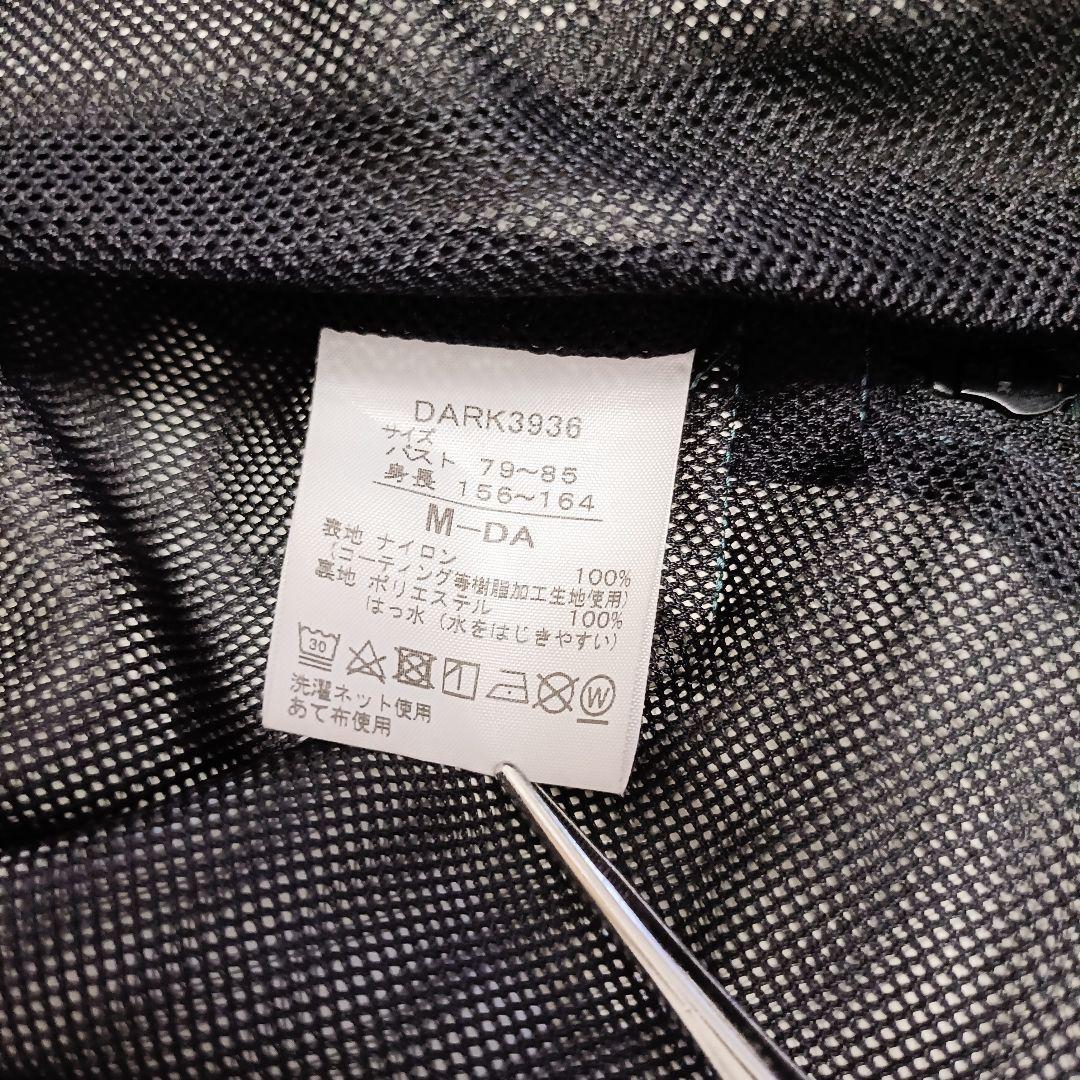 DARK3936
サイズ
バスト 79〜85
身長 156〜164
M-DA
表地 ナイロン 100%
(コーティング等樹脂加工生地使用)
裏地 ポリエステル 100%
はっ水 (水をはじきやすい)
30 W
洗濯ネット使用
あて布使用